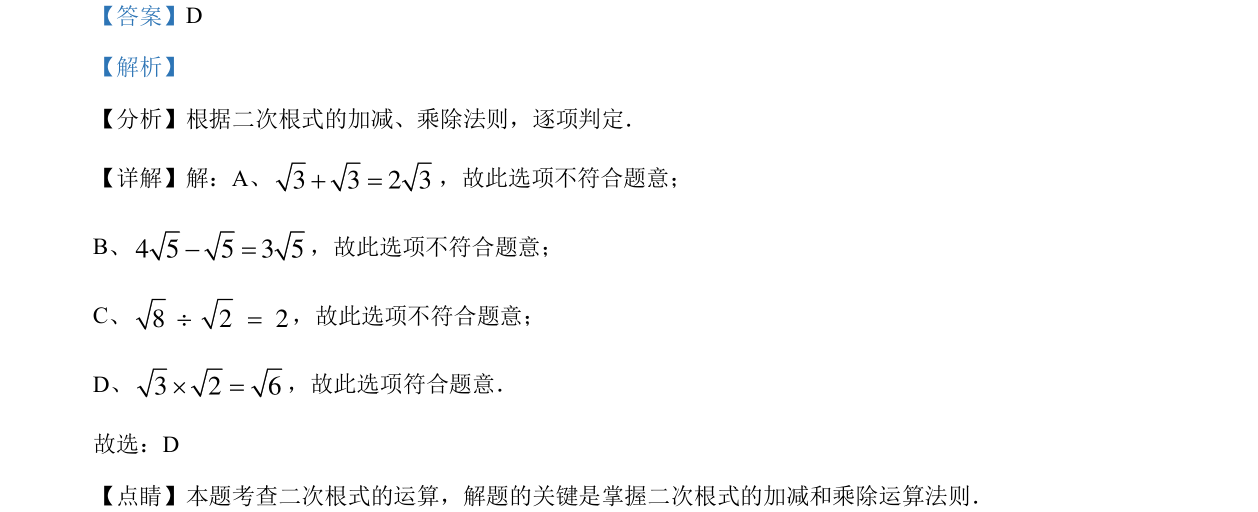 【答案】D
【解析】
【分析】根据二次根式的加减、乘除法则，逐项判定．
【详解】解：A、√3+√3=2√3，故此选项不符合题意；
B、4√5−√5=3√5，故此选项不符合题意；
C、√8 ÷ √2 = 2，故此选项不符合题意；
D、√3×√2=√6，故此选项符合题意．
故选：D
【点睛】本题考查二次根式的运算，解题的关键是掌握二次根式的加减和乘除运算法则．